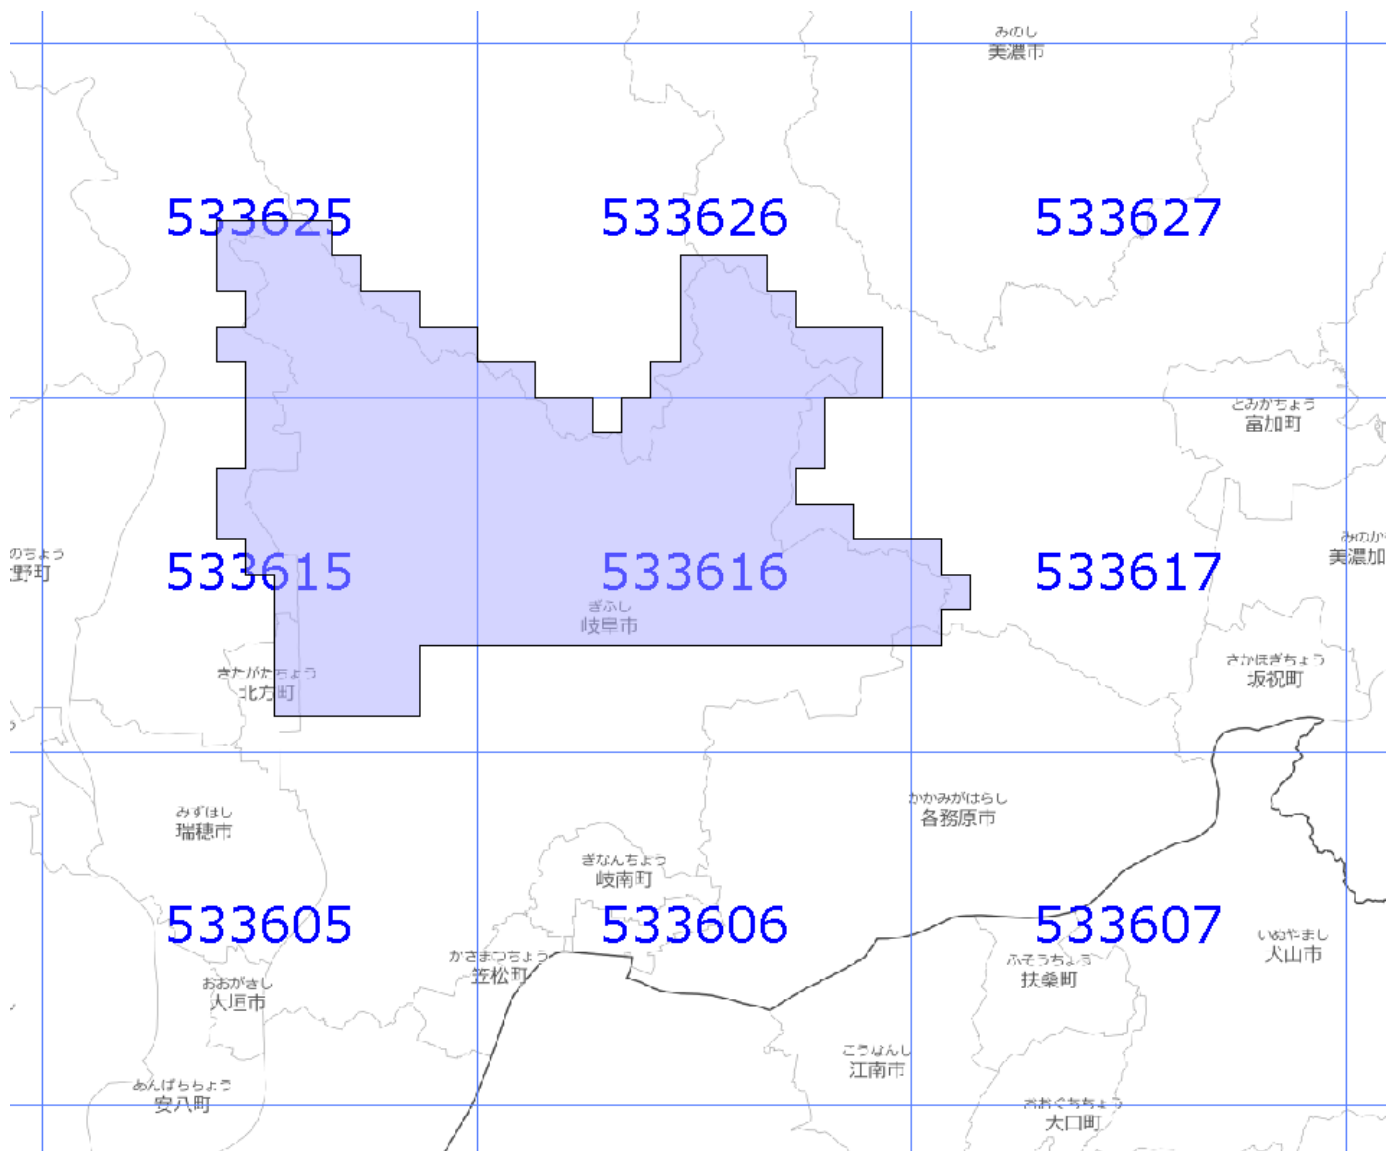 みのし
美濃市
533625
533626
533627
とみかちょう
富加町
のちょう
野町
みのか
美濃加
533615
533616
533617
ぎふし
岐阜市
きたがたちょう
北方町
さかほぎちょう
坂祝町
みずほし
瑞穂市
かかみがはらし
各務原市
ぎなんちょう
岐南町
533605
533606
533607
いぬやまし
犬山市
かさまつちょう
笠松町
ふそうちょう
扶桑町
おおがきし
大垣市
こうなんし
江南市
あんぱちちょう
安八町
おおぐちちょう
大口町